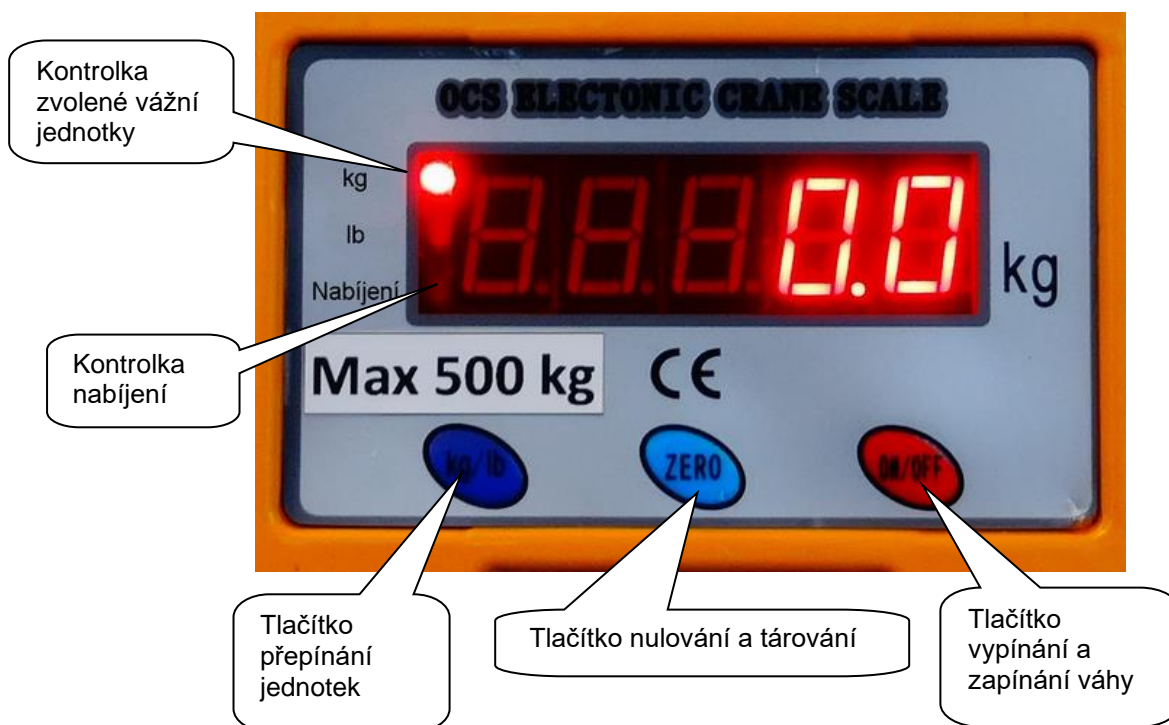 Kontrolka
zvolené vážní
jednotky
OCS ELECTONIC CRANE SCALE
kg
lb
Nabíjení
0.0
kg
Kontrolka
nabíjení
Max 500 kg
CE
kg/lb
ZERO
ON/OFF
Tlačítko
přepínání
jednotek
Tlačítko nulování a tárování
Tlačítko
vypínání a
zapínání váhy